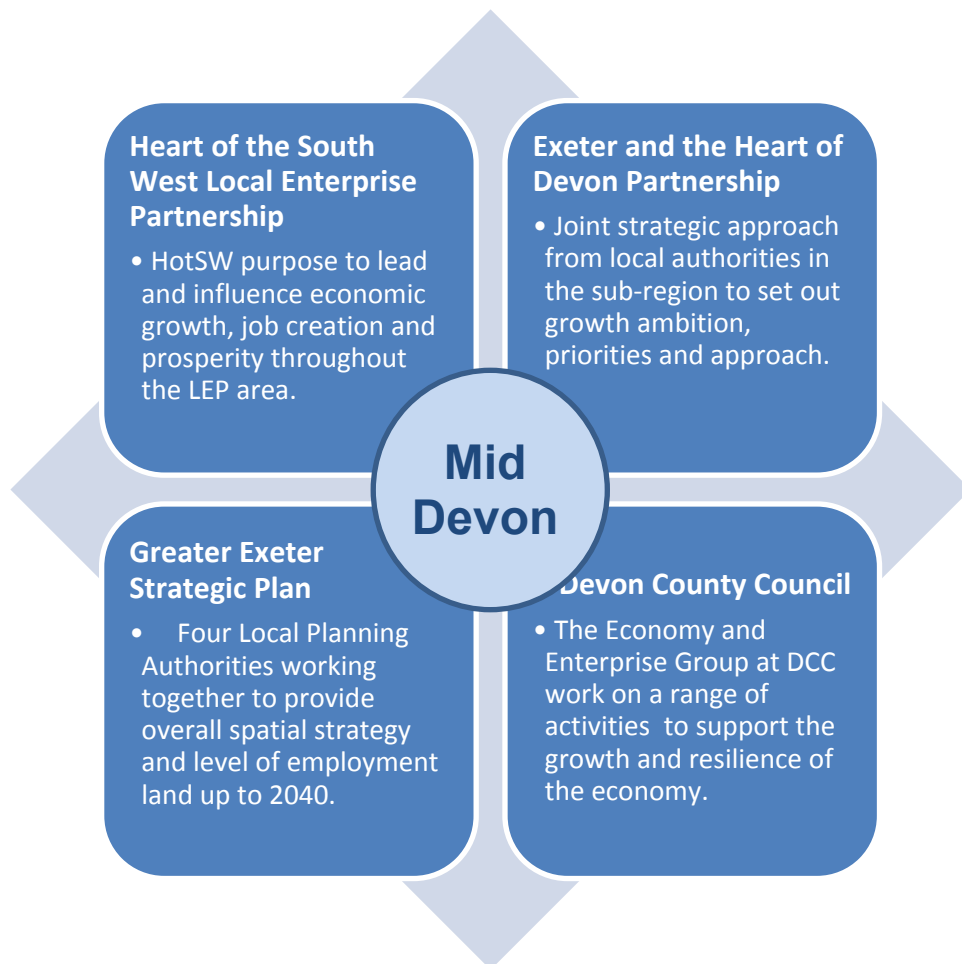 Heart of the South
West Local Enterprise
Partnership
• HotSW purpose to lead
and influence economic
growth, job creation and
prosperity throughout
the LEP area.
Exeter and the Heart of
Devon Partnership
• Joint strategic approach
from local authorities in
the sub-region to set out
growth ambition,
priorities and approach.
Mid
Devon
Greater Exeter
Strategic Plan
• Four Local Planning
Authorities working
together to provide
overall spatial strategy
and level of employment
land up to 2040.
Devon County Council
• The Economy and
Enterprise Group at DCC
work on a range of
activities to support the
growth and resilience of
the economy.